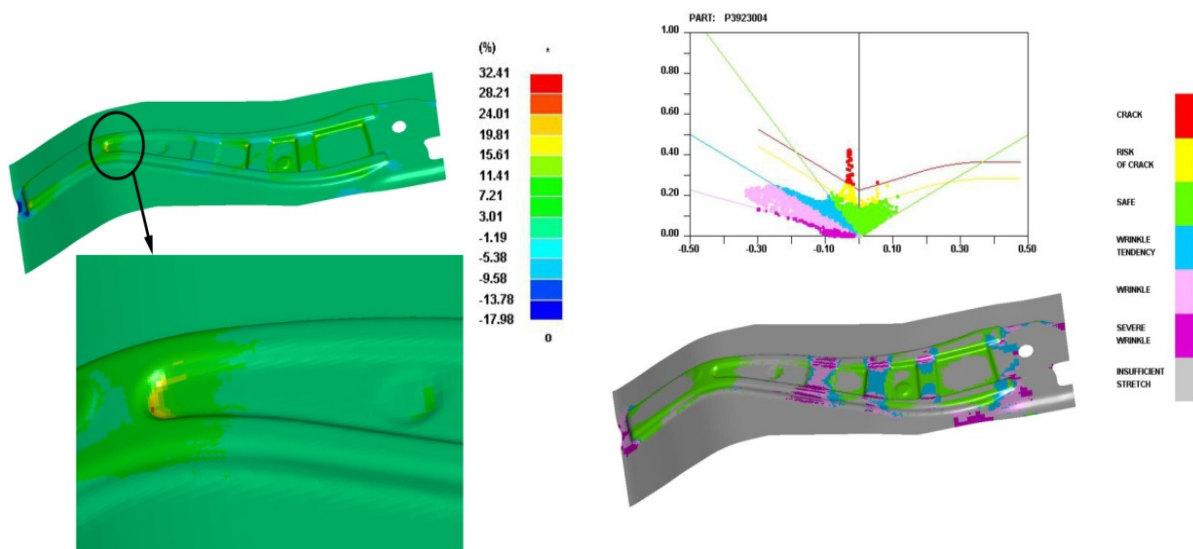 (%)
32.41
28.21
24.01
19.81
15.61
11.41
7.21
3.01
-1.19
-5.38
-9.58
-13.78
-17.98
0
PART: P3923004
1.00
0.80
0.60
0.40
0.20
0.00
-0.50
-0.30
-0.10
0.10
0.30
0.50
CRACK
RISK
OF CRACK
SAFE
WRINKLE
TENDENCY
WRINKLE
SEVERE
WRINKLE
INSUFFICIENT
STRETCH